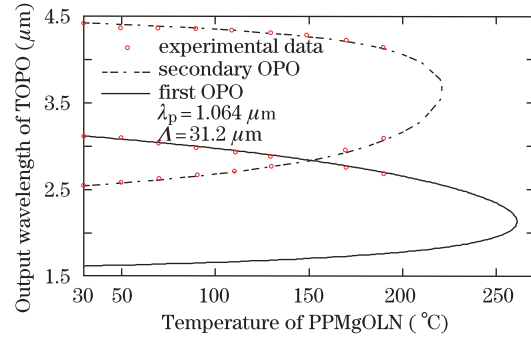 Output wavelength of TOPO (μm)
4.5
3.5
2.5
1.5
experimental data
secondary OPO
first OPO
λp=1.064 μm
Λ=31.2 μm
30 50 100 150 200 250
Temperature of PPMgOLN (°C)